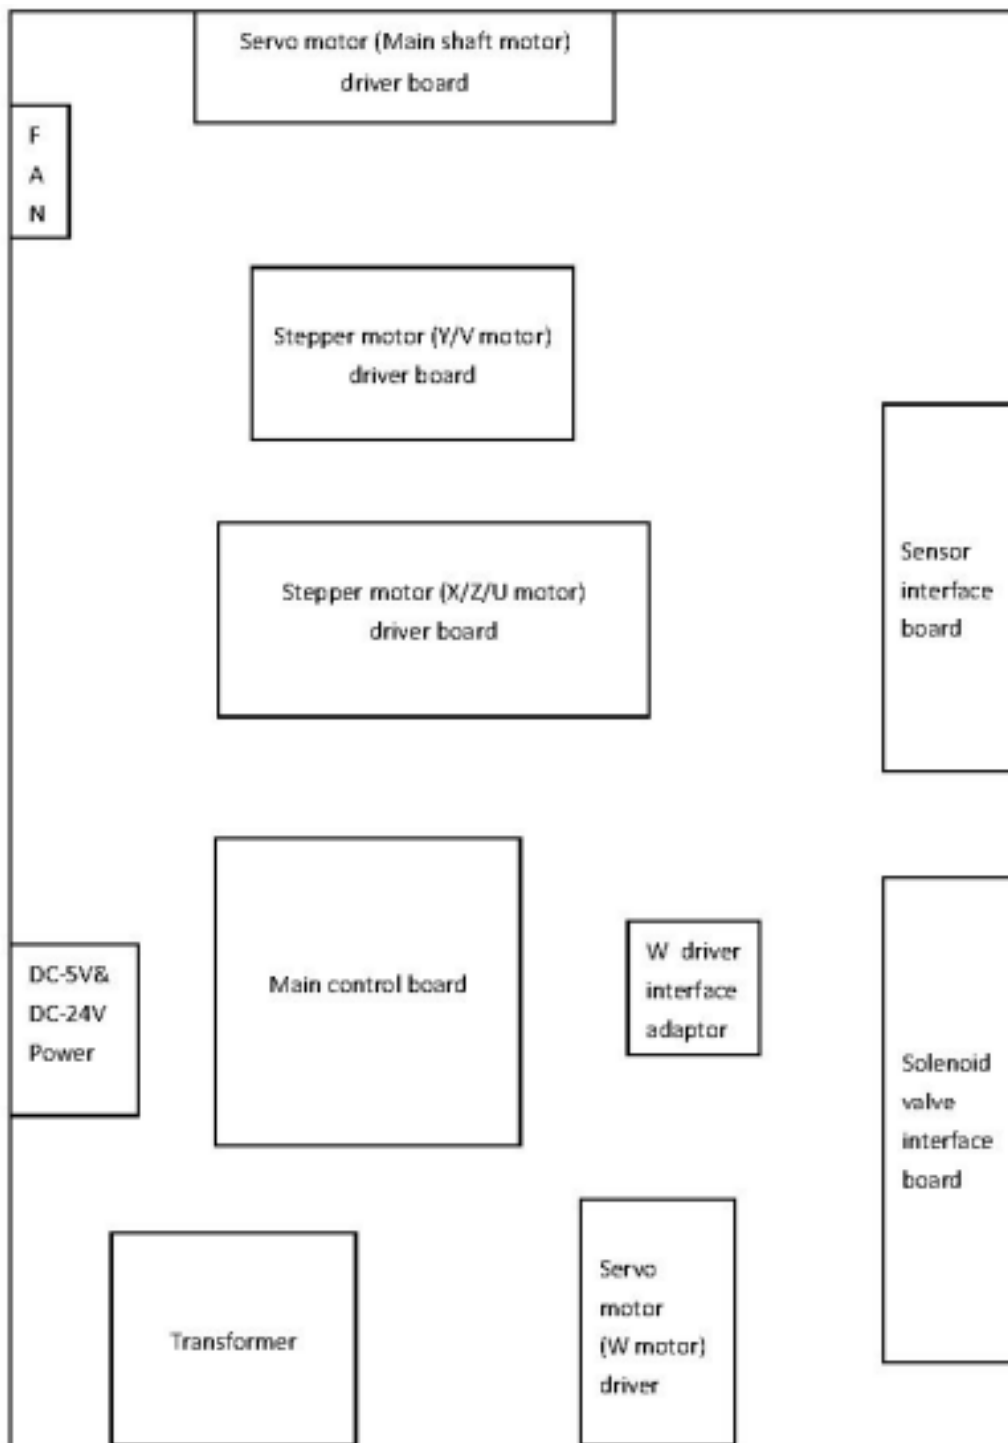 Servo motor (Main shaft motor)
driver board
F
A
N
Stepper motor (Y/V motor)
driver board
Stepper motor (X/Z/U motor)
driver board
Sensor
interface
board
Main control board
W driver
interface
adaptor
DC-5V&
DC-24V
Power
Solenoid
valve
interface
board
Transformer
Servo
motor
(W motor)
driver